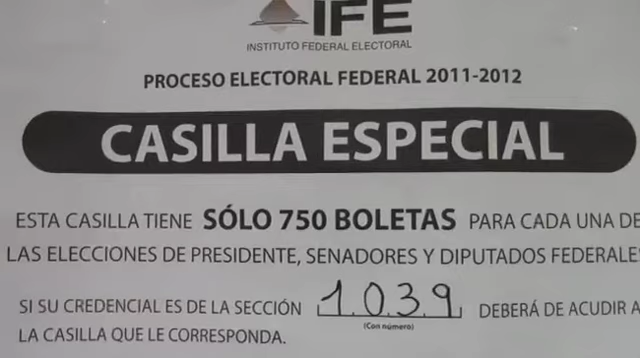 IFE
INSTITUTO FEDERAL ELECTORAL
PROCESO ELECTORAL FEDERAL 2011-2012
CASILLA ESPECIAL
ESTA CASILLA TIENE SÓLO 750 BOLETAS PARA CADA UNA DE
LAS ELECCIONES DE PRESIDENTE, SENADORES Y DIPUTADOS FEDERALES
SI SU CREDENCIAL ES DE LA SECCIÓN 1039 DEBERÁ DE ACUDIR A
(Con número)
LA CASILLA QUE LE CORRESPONDA.